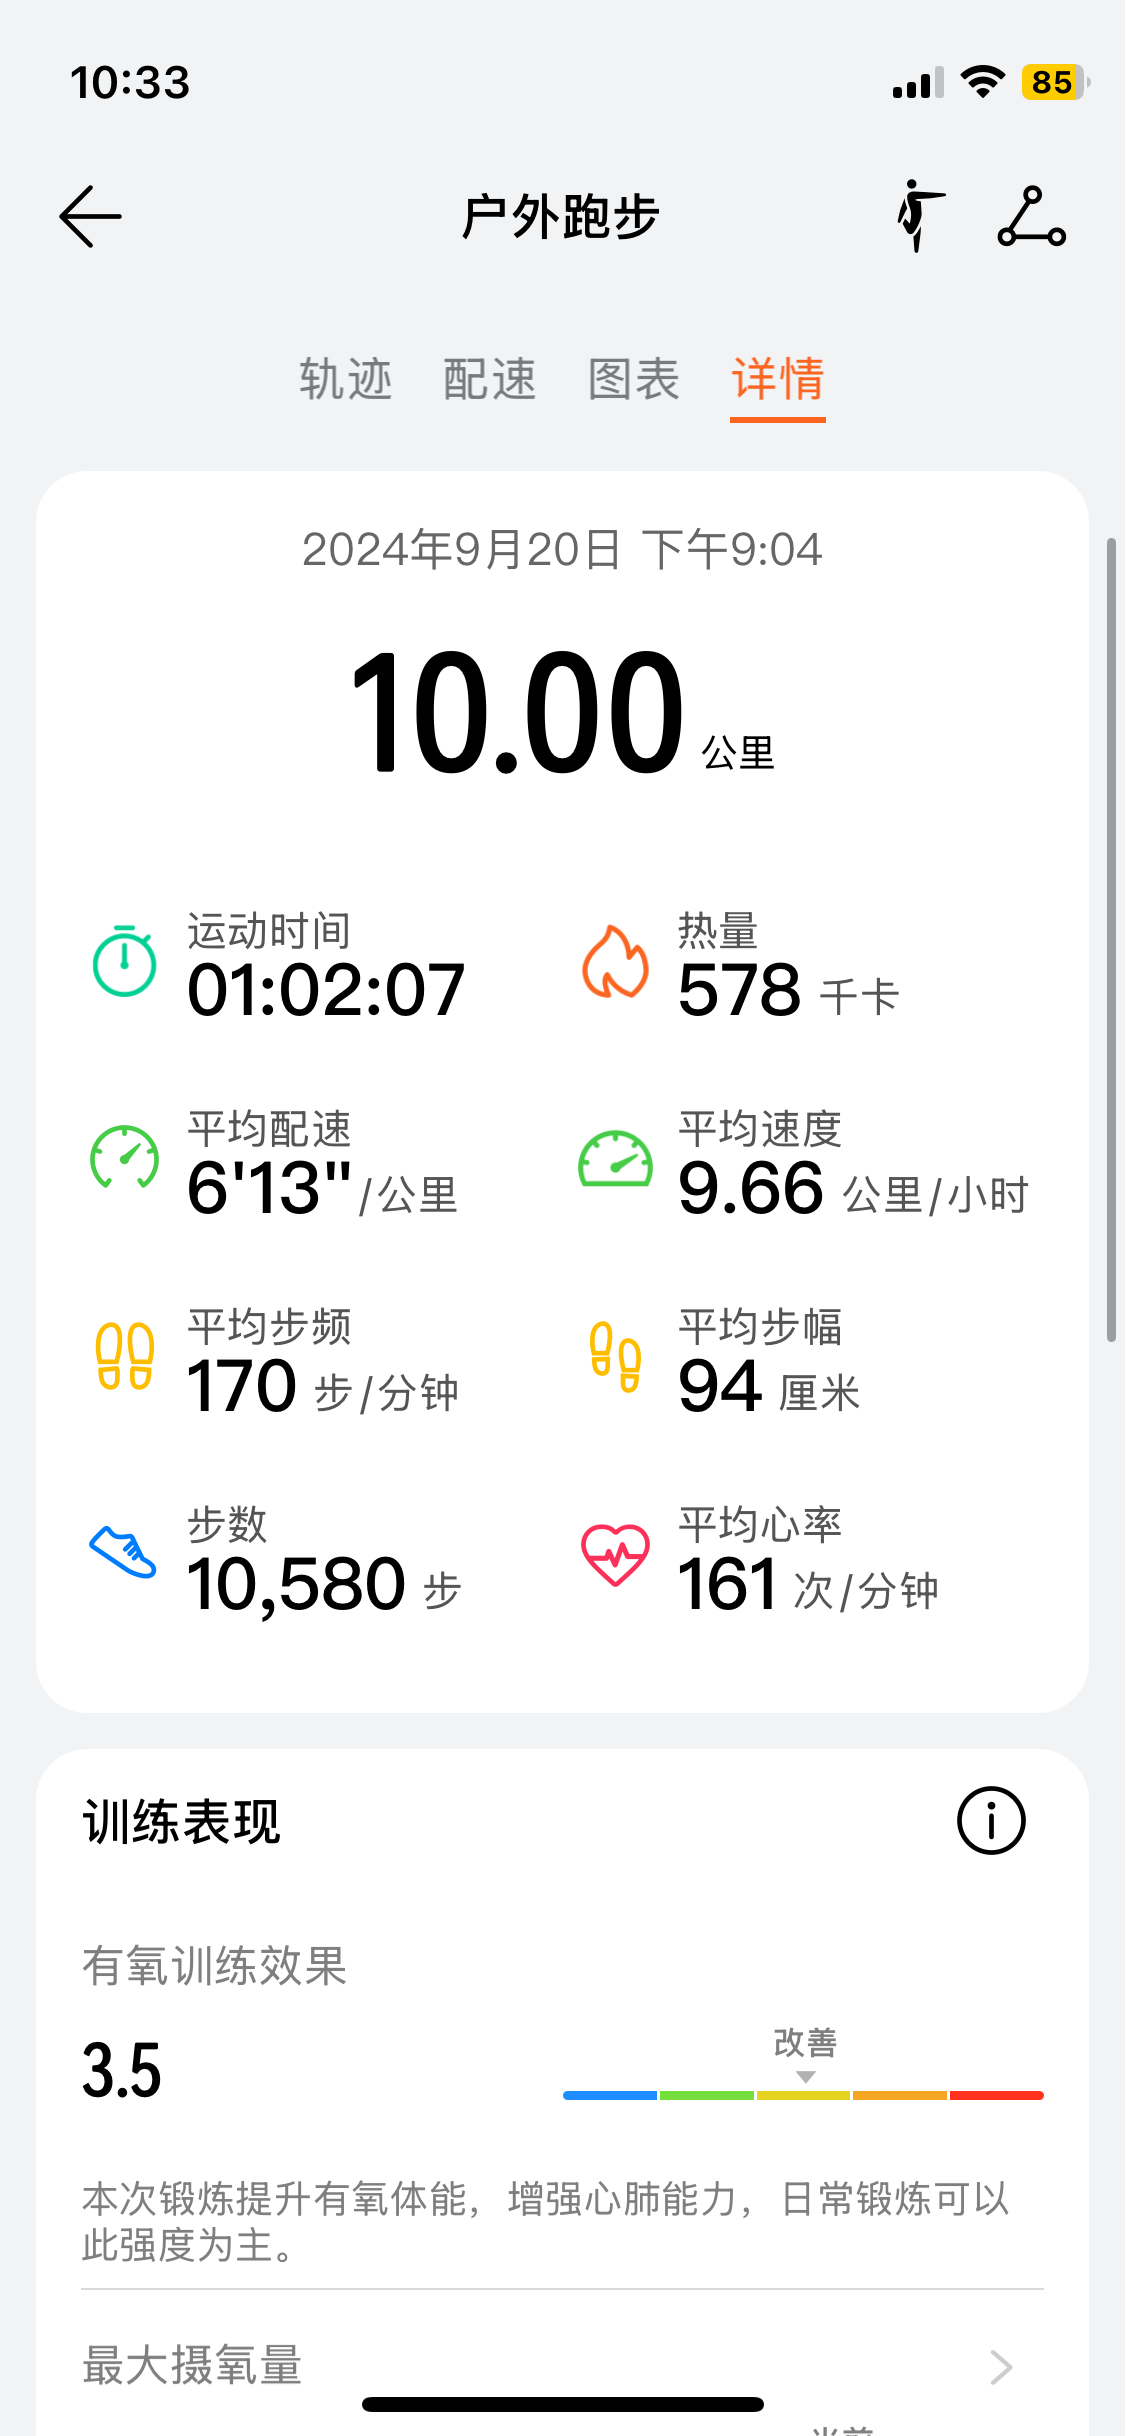 10:33
85
户外跑步
轨迹 配速 图表 详情
2024年9月20日 下午9:04
10.00 公里
运动时间 热量
01:02:07 578 千卡
平均配速 平均速度
6'13"/公里 9.66 公里/小时
平均步频 平均步幅
170 步/分钟 94 厘米
步数 平均心率
10,580 步 161 次/分钟
训练表现
有氧训练效果
改善
3.5
本次锻炼提升有氧体能，增强心肺能力，日常锻炼可以
此强度为主。
最大摄氧量